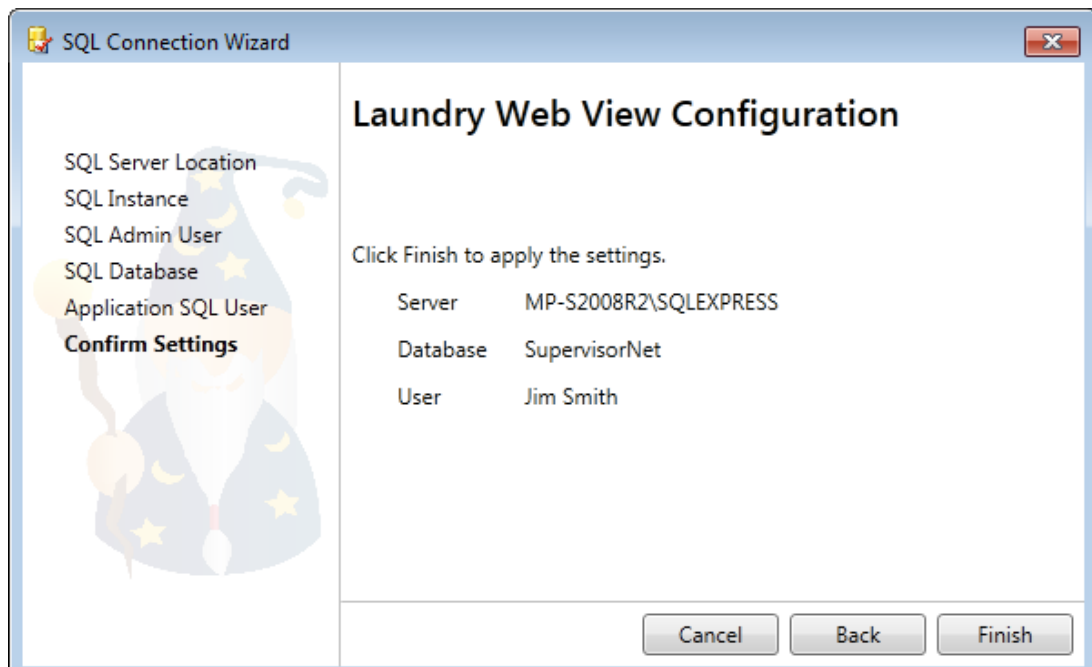 SQL Connection Wizard
SQL Server Location
SQL Instance
SQL Admin User
SQL Database
Application SQL User
Confirm Settings
Laundry Web View Configuration
Click Finish to apply the settings.
Server MP-S2008R2\SQLEXPRESS
Database SupervisorNet
User Jim Smith
Cancel Back Finish